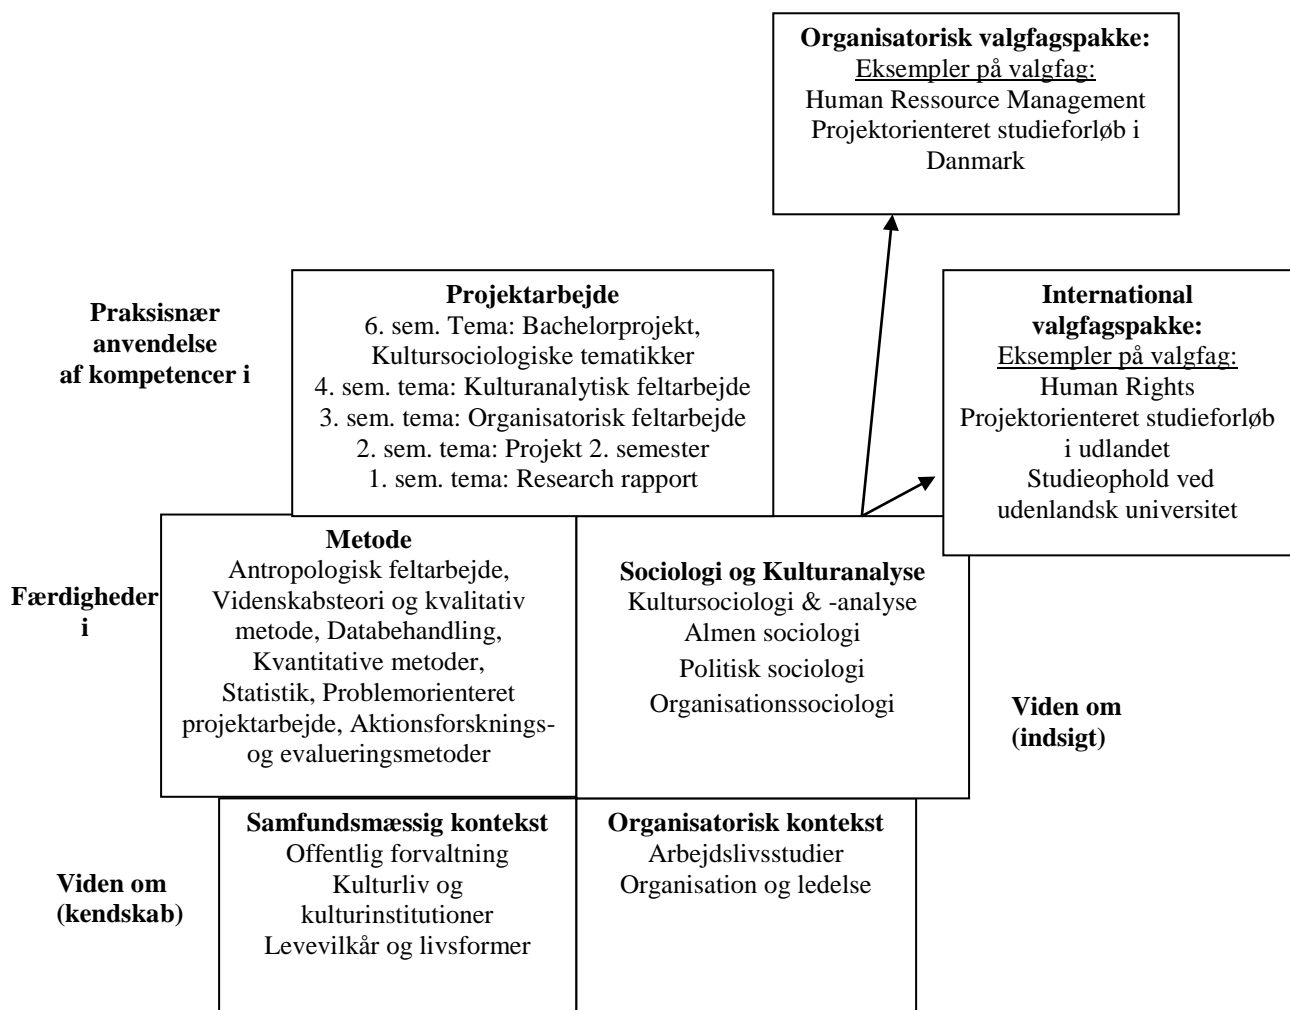 Organisatorisk valgfagspakke:
Eksempler på valgfag:
Human Ressource Management
Projektorienteret studieforløb i
Danmark
Praksisnær
anvendelse
af kompetencer i
Projektarbejde
6. sem. Tema: Bachelorprojekt,
Kultursociologiske tematikker
4. sem. tema: Kulturanalytisk feltarbejde
3. sem. tema: Organisatorisk feltarbejde
2. sem. tema: Projekt 2. semester
1. sem. tema: Research rapport
International
valgfagspakke:
Eksempler på valgfag:
Human Rights
Projektorienteret studieforløb
i udlandet
Studieophold ved
udenlandsk universitet
Færdigheder
i
Metode
Antropologisk feltarbejde,
Videnskabsteori og kvalitativ
metode, Databehandling,
Kvantitative metoder,
Statistik, Problemorienteret
projektarbejde, Aktionsforsknings-
og evalueringsmetoder
Sociologi og Kulturanalyse
Kultursociologi & -analyse
Almen sociologi
Politisk sociologi
Organisationssociologi
Viden om
(indsigt)
Viden om
(kendskab)
Samfundsmæssig kontekst
Offentlig forvaltning
Kulturliv og
kulturinstitutioner
Levevilkår og livsformer
Organisatorisk kontekst
Arbejdslivsstudier
Organisation og ledelse